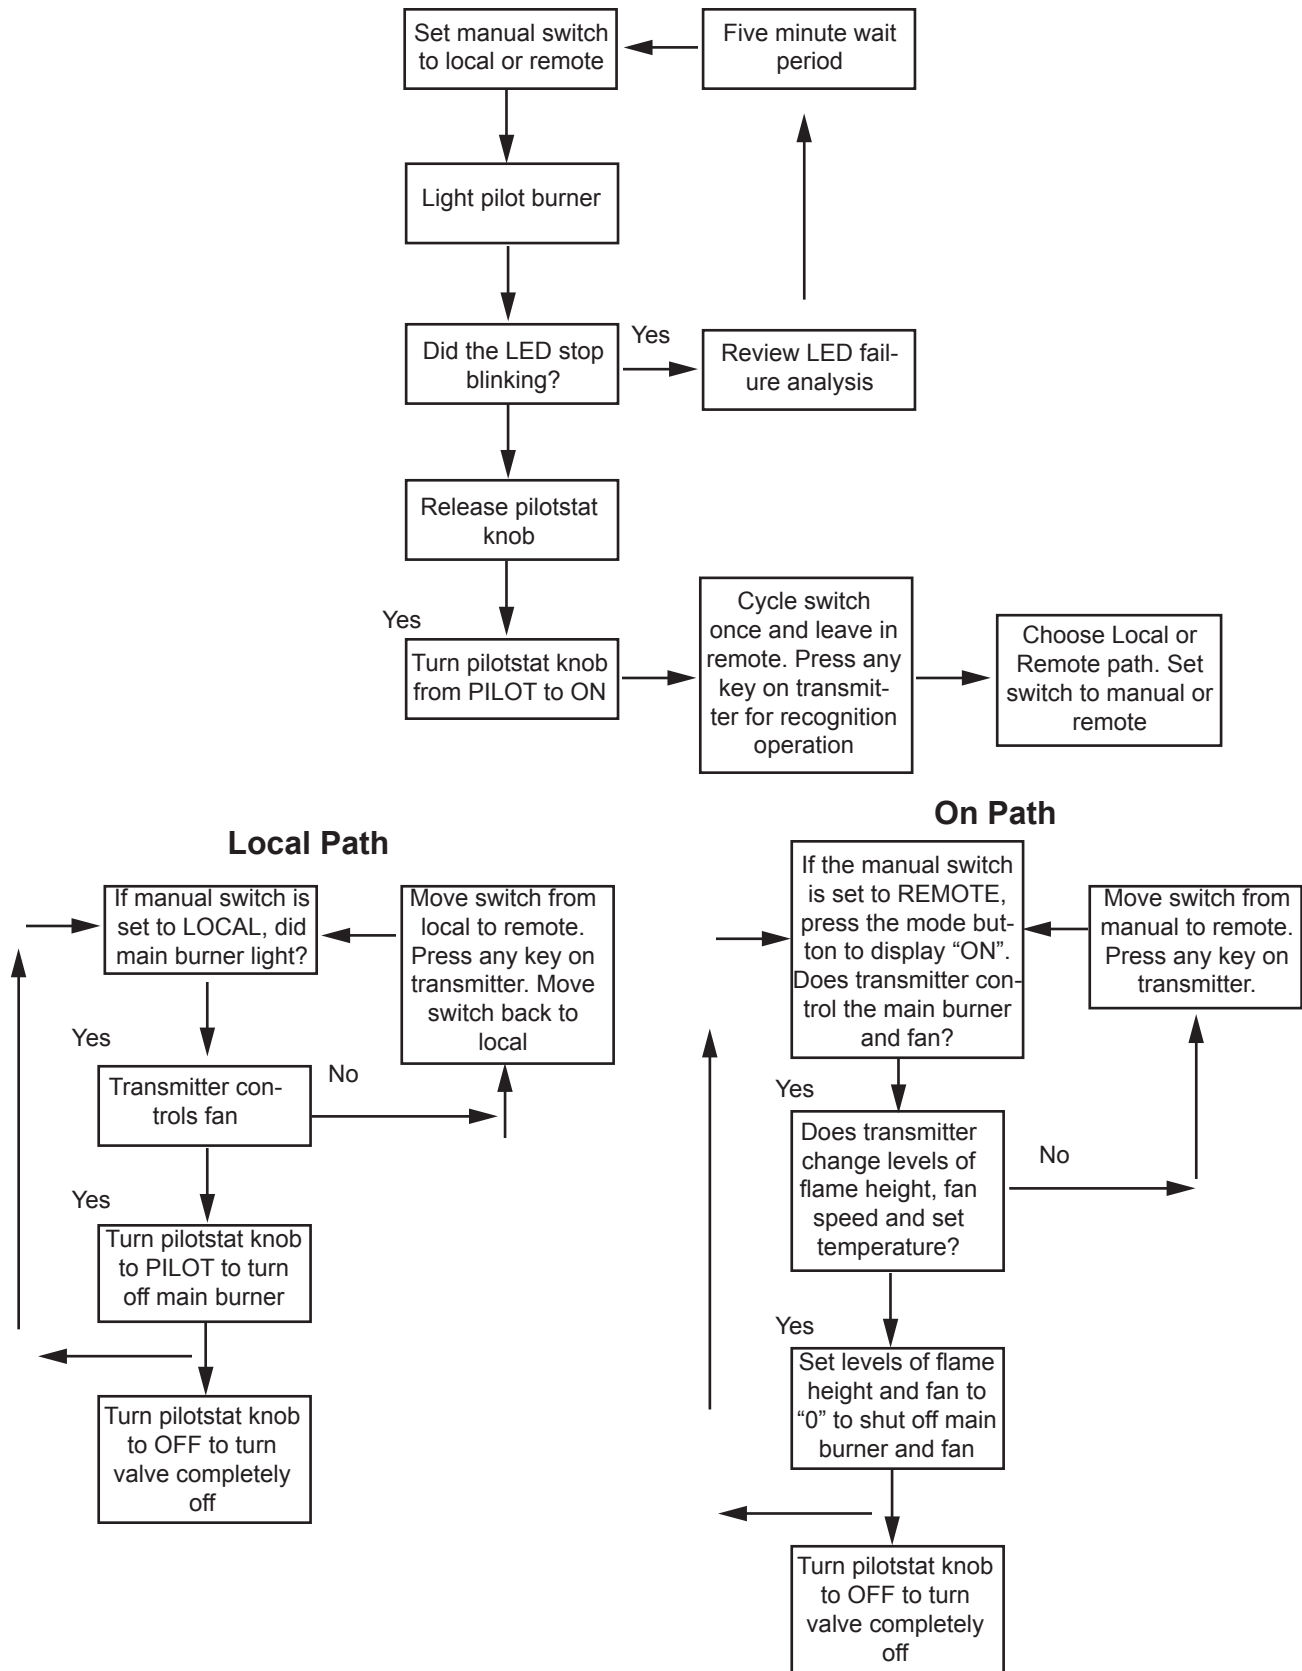 Set manual switch
to local or remote
Five minute wait
period
Light pilot burner
Did the LED stop
blinking?
Yes
Review LED fail-
ure analysis
Release pilotstat
knob
Yes
Turn pilotstat knob
from PILOT to ON
Cycle switch
once and leave in
remote. Press any
key on transmit-
ter for recognition
operation
Choose Local or
Remote path. Set
switch to manual or
remote
Local Path
If manual switch is
set to LOCAL, did
main burner light?
Move switch from
local to remote.
Press any key on
transmitter. Move
switch back to
local
Yes
Transmitter con-
trols fan
No
Yes
Turn pilotstat knob
to PILOT to turn
off main burner
Turn pilotstat knob
to OFF to turn
valve completely
off
On Path
If the manual switch
is set to REMOTE,
press the mode but-
ton to display “ON”.
Does transmitter con-
trol the main burner
and fan?
Move switch from
manual to remote.
Press any key on
transmitter.
Yes
Does transmitter
change levels of
flame height, fan
speed and set
temperature?
No
Yes
Set levels of flame
height and fan to
“0” to shut off main
burner and fan
Turn pilotstat knob
to OFF to turn
valve completely
off